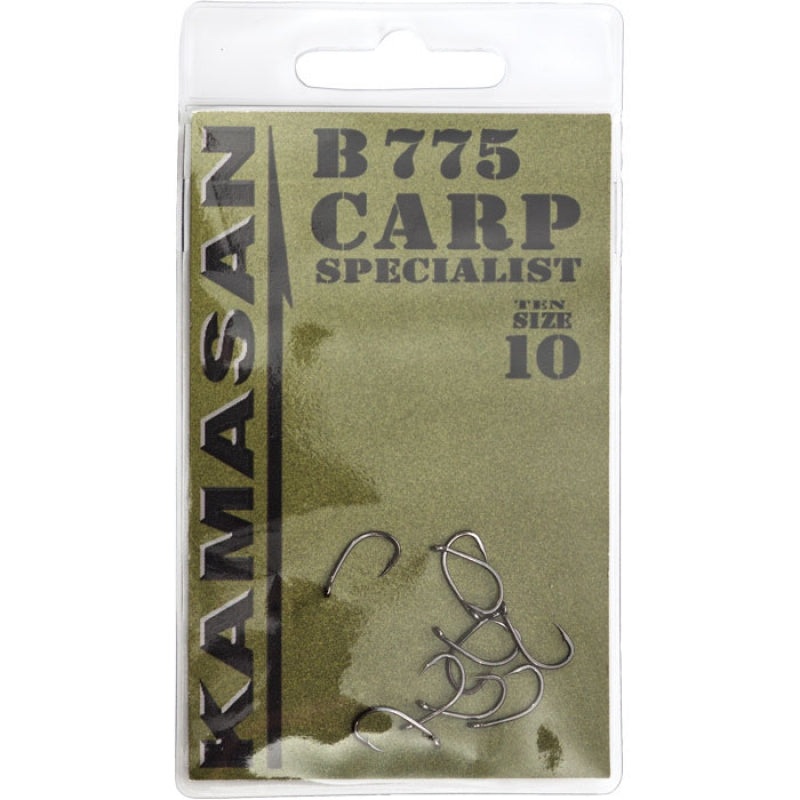 KAMASAN
B 775
CARP
SPECIALIST
TEN
SIZE
10